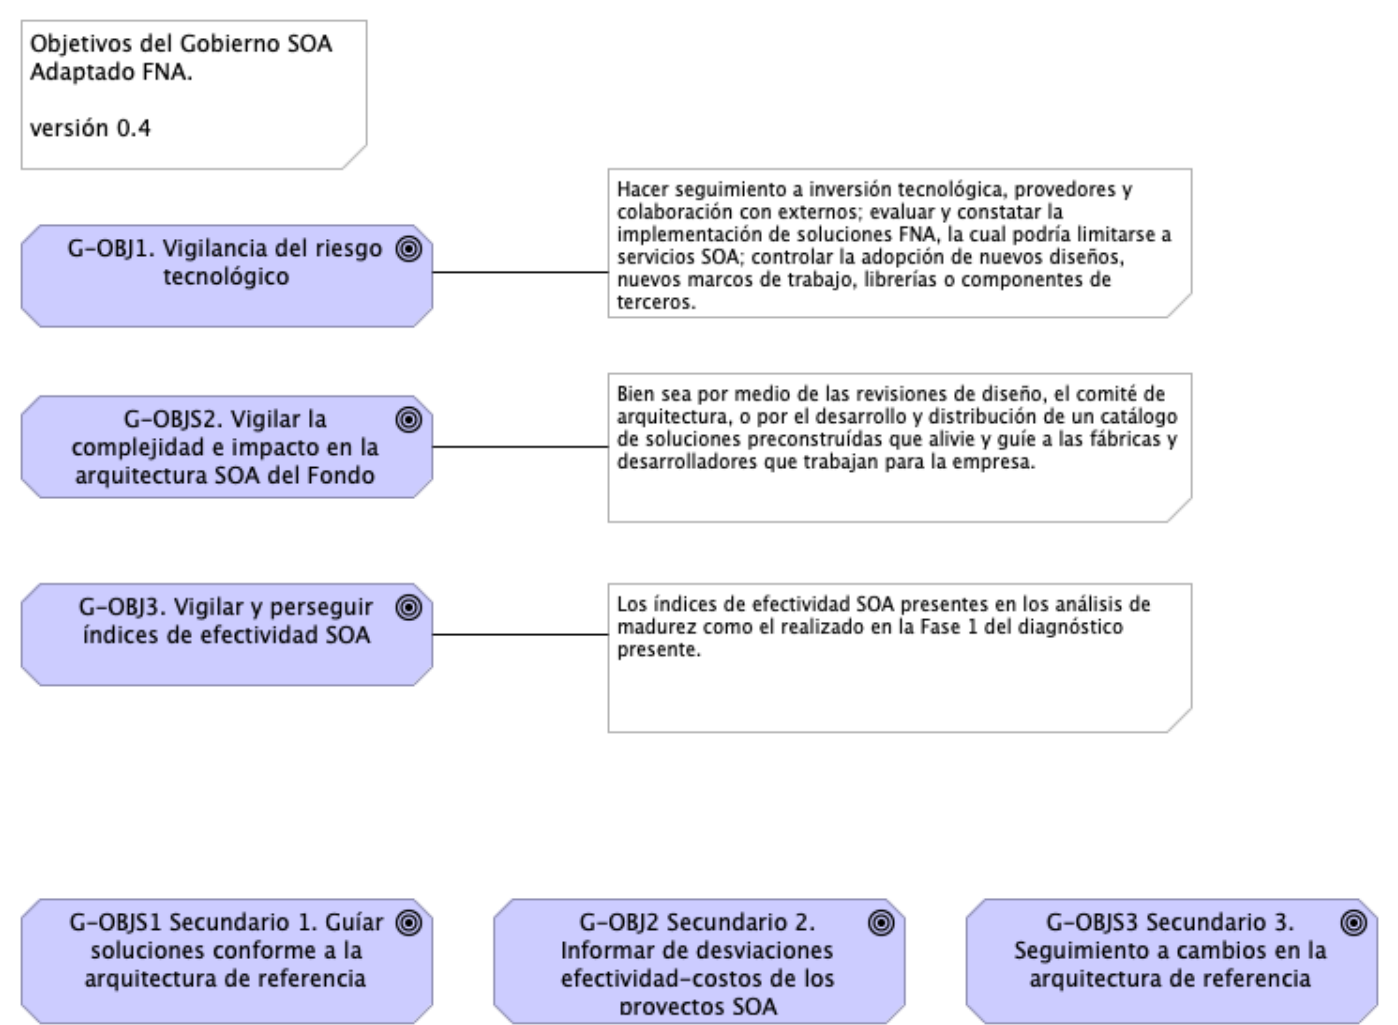 Objetivos del Gobierno SOA
Adaptado FNA.
versión 0.4
G-OBJ1. Vigilancia del riesgo
tecnológico
Hacer seguimiento a inversión tecnológica, provedores y
colaboración con externos; evaluar y constatar la
implementación de soluciones FNA, la cual podría limitarse a
servicios SOA; controlar la adopción de nuevos diseños,
nuevos marcos de trabajo, librerías o componentes de
terceros.
G-OBJS2. Vigilar la
complejidad e impacto en la
arquitectura SOA del Fondo
Bien sea por medio de las revisiones de diseño, el comité de
arquitectura, o por el desarrollo y distribución de un catálogo
de soluciones preconstruídas que alivie y guíe a las fábricas y
desarrolladores que trabajan para la empresa.
G-OBJ3. Vigilar y perseguir
índices de efectividad SOA
Los índices de efectividad SOA presentes en los análisis de
madurez como el realizado en la Fase 1 del diagnóstico
presente.
G-OBJS1 Secundario 1. Guíar
soluciones conforme a la
arquitectura de referencia
G-OBJ2 Secundario 2.
Informar de desviaciones
efectividad-costos de los
proyectos SOA
G-OBJS3 Secundario 3.
Seguimiento a cambios en la
arquitectura de referencia